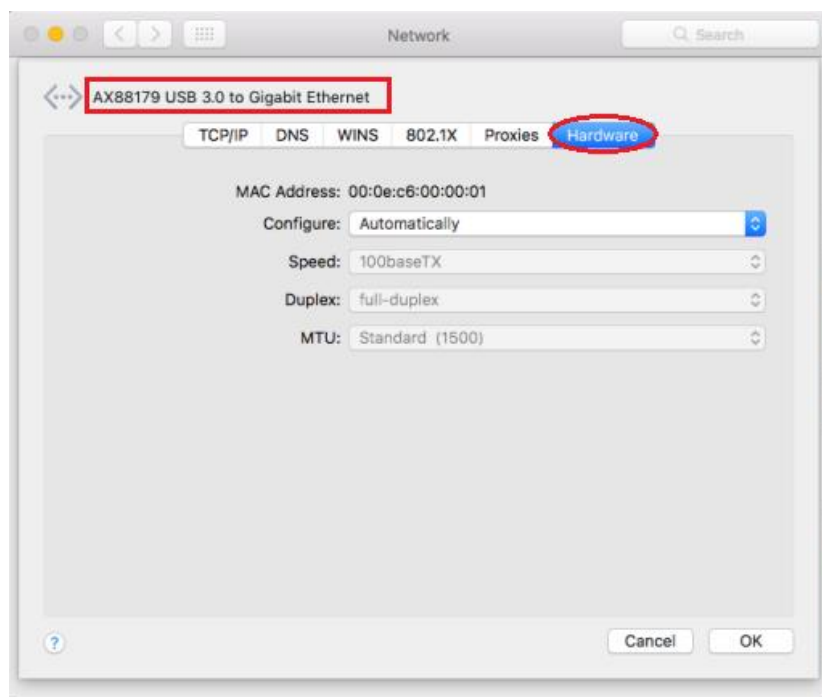 Network
Search
AX88179 USB 3.0 to Gigabit Ethernet
TCP/IP DNS WINS 802.1X Proxies Hardware
MAC Address: 00:0e:c6:00:00:01
Configure: Automatically
Speed: 100baseTX
Duplex: full-duplex
MTU: Standard (1500)
? Cancel OK